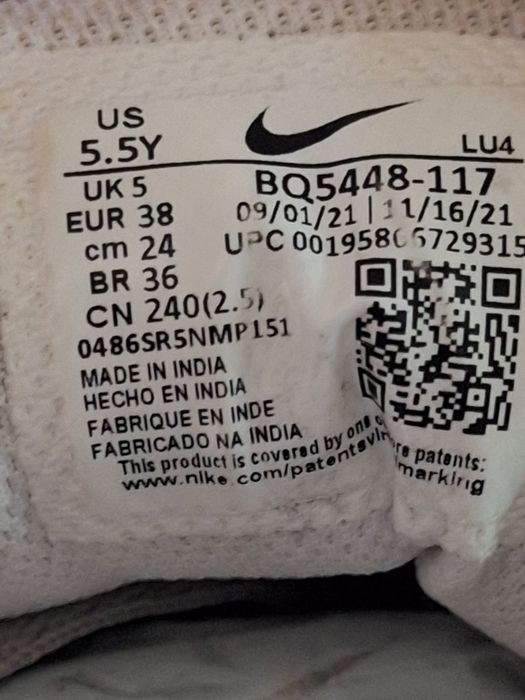 US
5.5Y
LU4
UK 5
BQ5448-117
EUR 38
09/01/21 | 11/16/21
cm 24
UPC 00195866729315
BR 36
CN 240(2.5)
0486SR5NMP151
MADE IN INDIA
HECHO EN INDIA
FABRIQUE EN INDE
FABRICADO NA INDIA
This product is covered by one patents:
www.nike.com/patents